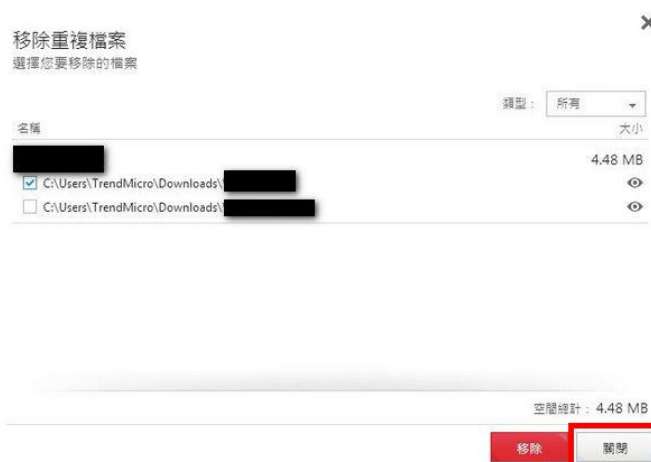 移除重複檔案
選擇您要移除的檔案
類型： 所有
名稱 大小
4.48 MB
C:\Users\TrendMicro\Downloads\
C:\Users\TrendMicro\Downloads\
空間總計： 4.48 MB
移除 關閉